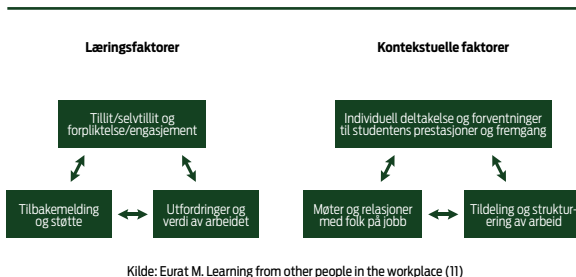 Læringsfaktorer
Kontekstuelle faktorer
Tillit/selvtillit og
forpliktelse/engasjement
Individuell deltakelse og forventninger
til studentens prestasjoner og fremgang
Tilbakemelding
og støtte
Utfordringer og
verdi av arbeidet
Møter og relasjoner
med folk på jobb
Tildeling og struktur-
ering av arbeid
Kilde: Eurat M. Learning from other people in the workplace (11)